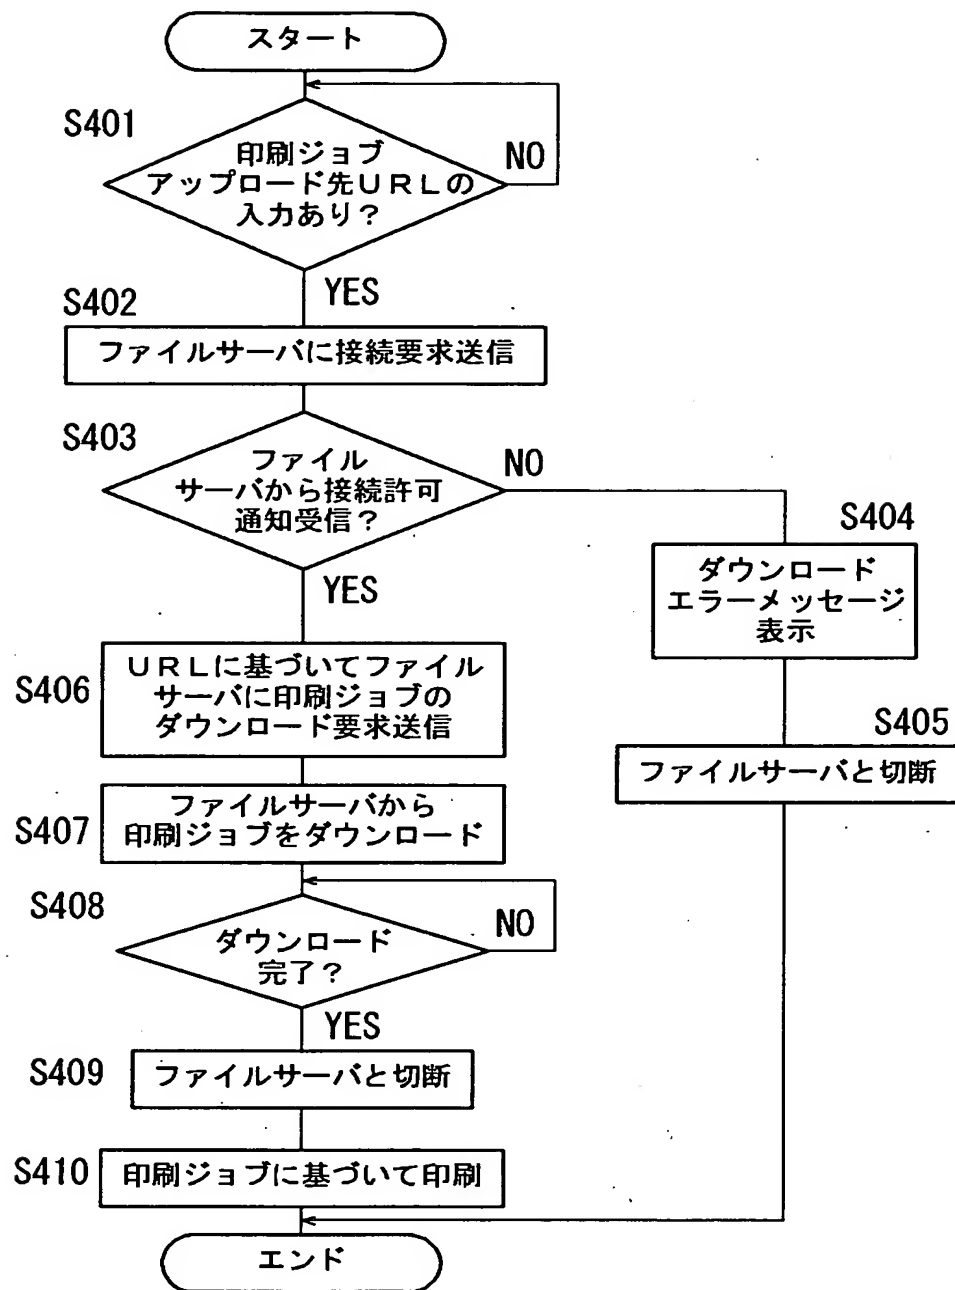 スタート
S401
印刷ジョブ
アップロード先URLの
入力あり?
NO
YES
S402
ファイルサーバに接続要求送信
S403
ファイル
サーバから接続許可
通知受信?
NO
YES
S404
ダウンロード
エラーメッセージ
表示
S405
ファイルサーバと切断
S406
URLに基づいてファイル
サーバに印刷ジョブの
ダウンロード要求送信
S407
ファイルサーバから
印刷ジョブをダウンロード
S408
ダウンロード
完了?
NO
YES
S409
ファイルサーバと切断
S410
印刷ジョブに基づいて印刷
エンド